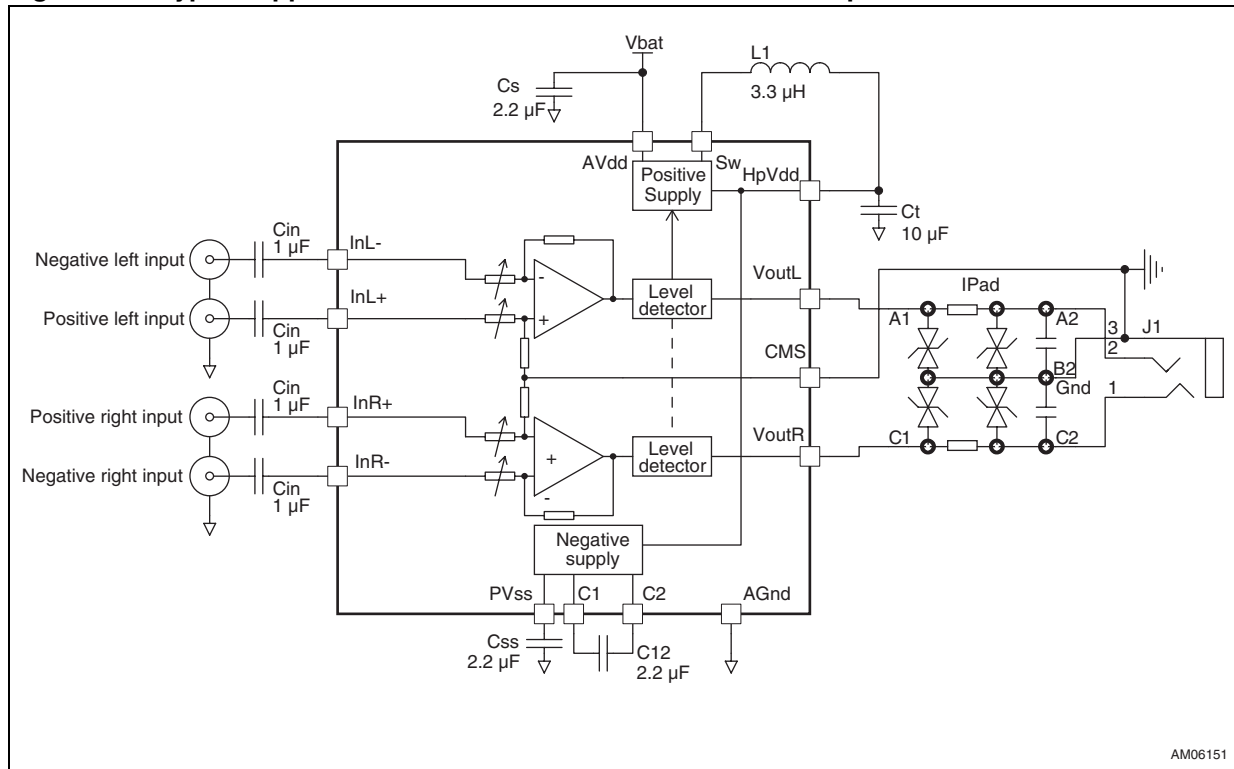 Vbat
L1
3.3 µH
Cs
2.2 µF
AVdd
Sw
HpVdd
Positive
Supply
Ct
10 µF
Cin
1 µF
InL-
Negative left input
VoutL
IPad
InL+
Positive left input
Cin
1 µF
-
+
Level
detector
A1
A2
3
J1
2
CMS
B2
Gnd
1
Cin
1 µF
InR+
Positive right input
VoutR
InR-
Negative right input
Cin
1 µF
+
-
Level
detector
C1
C2
Negative
supply
PVss
C1
C2
AGnd
Css
2.2 µF
C12
2.2 µF
AM06151